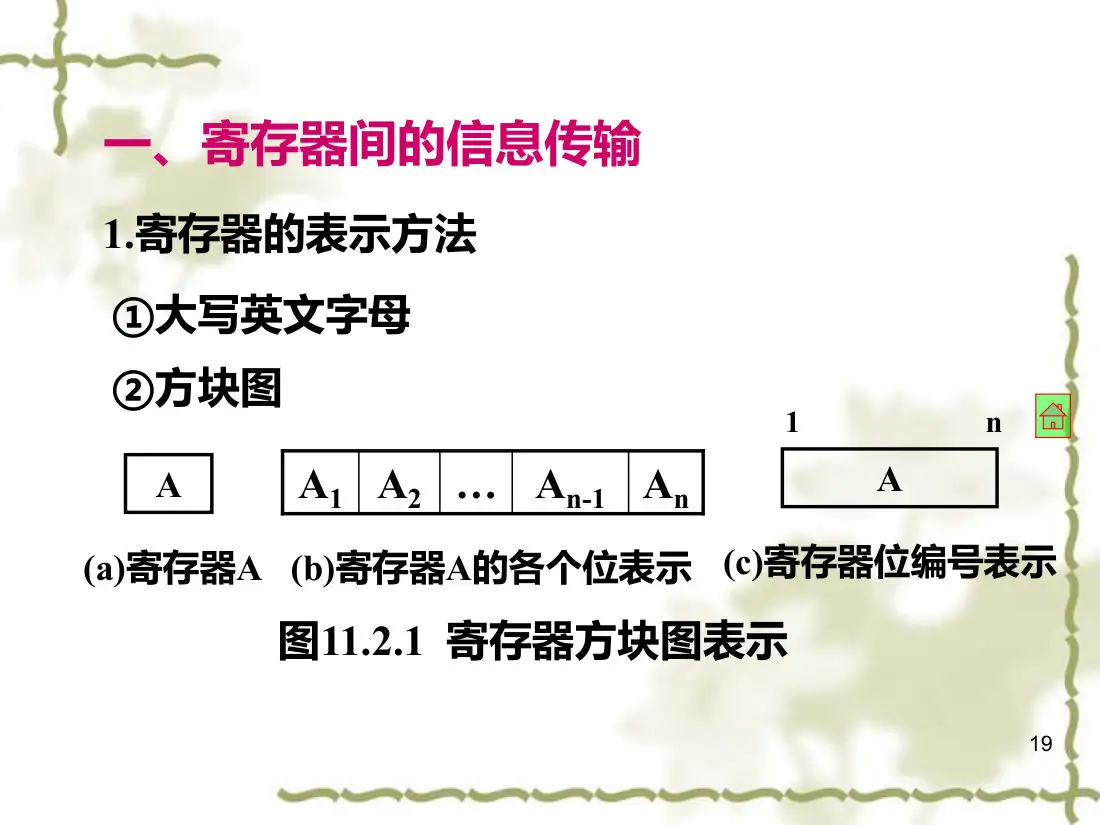 一、寄存器间的信息传输
1.寄存器的表示方法
①大写英文字母
②方块图
1 n
A
A1 A2 … An-1 An
A
(a)寄存器A
(b)寄存器A的各个位表示
(c)寄存器位编号表示
图11.2.1 寄存器方块图表示
19